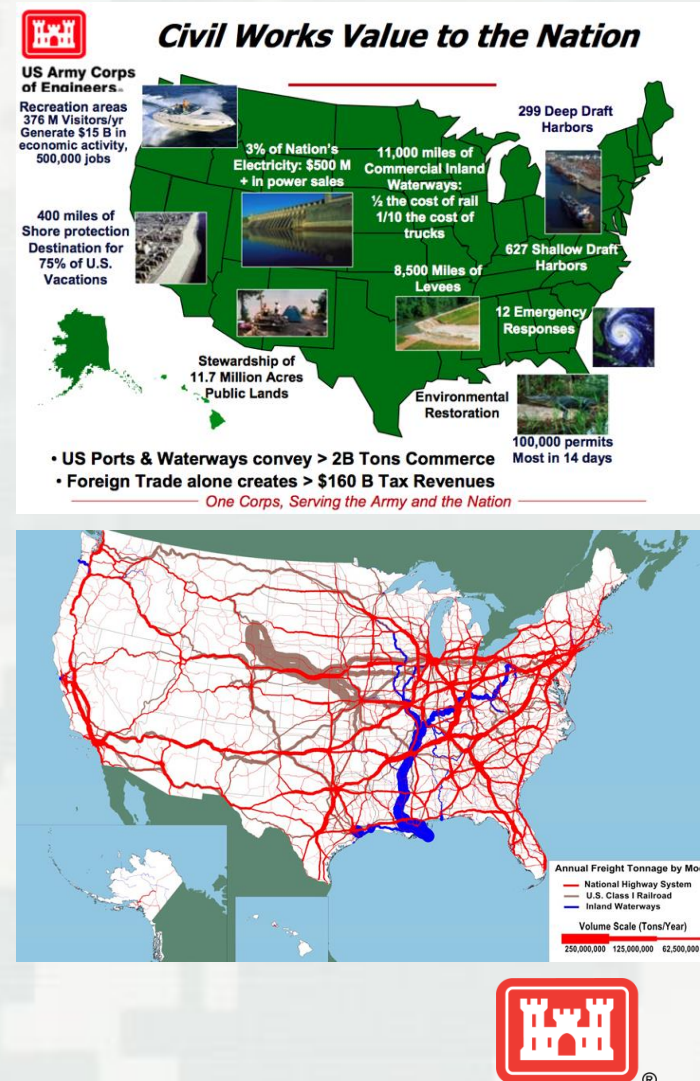 Civil Works Value to the Nation
US Army Corps
of Engineers®
Recreation areas
376 M Visitors/yr
Generate $15 B in
economic activity,
500,000 jobs
3% of Nation's
Electricity: $500 M
+ in power sales
11,000 miles of
Commercial Inland
Waterways:
½ the cost of rail
1/10 the cost of
trucks
299 Deep Draft
Harbors
400 miles of
Shore protection
Destination for
75% of U.S.
Vacations
627 Shallow Draft
Harbors
8,500 Miles of
Levees
12 Emergency
Responses
Stewardship of
11.7 Million Acres
Public Lands
Environmental
Restoration
100,000 permits
Most in 14 days
• US Ports & Waterways convey > 2B Tons Commerce
• Foreign Trade alone creates > $160 B Tax Revenues
One Corps, Serving the Army and the Nation
Annual Freight Tonnage by Mo
National Highway System
U.S. Class I Railroad
Inland Waterways
Volume Scale (Tons/Year)
250,000,000 125,000,000 62,500,000
®